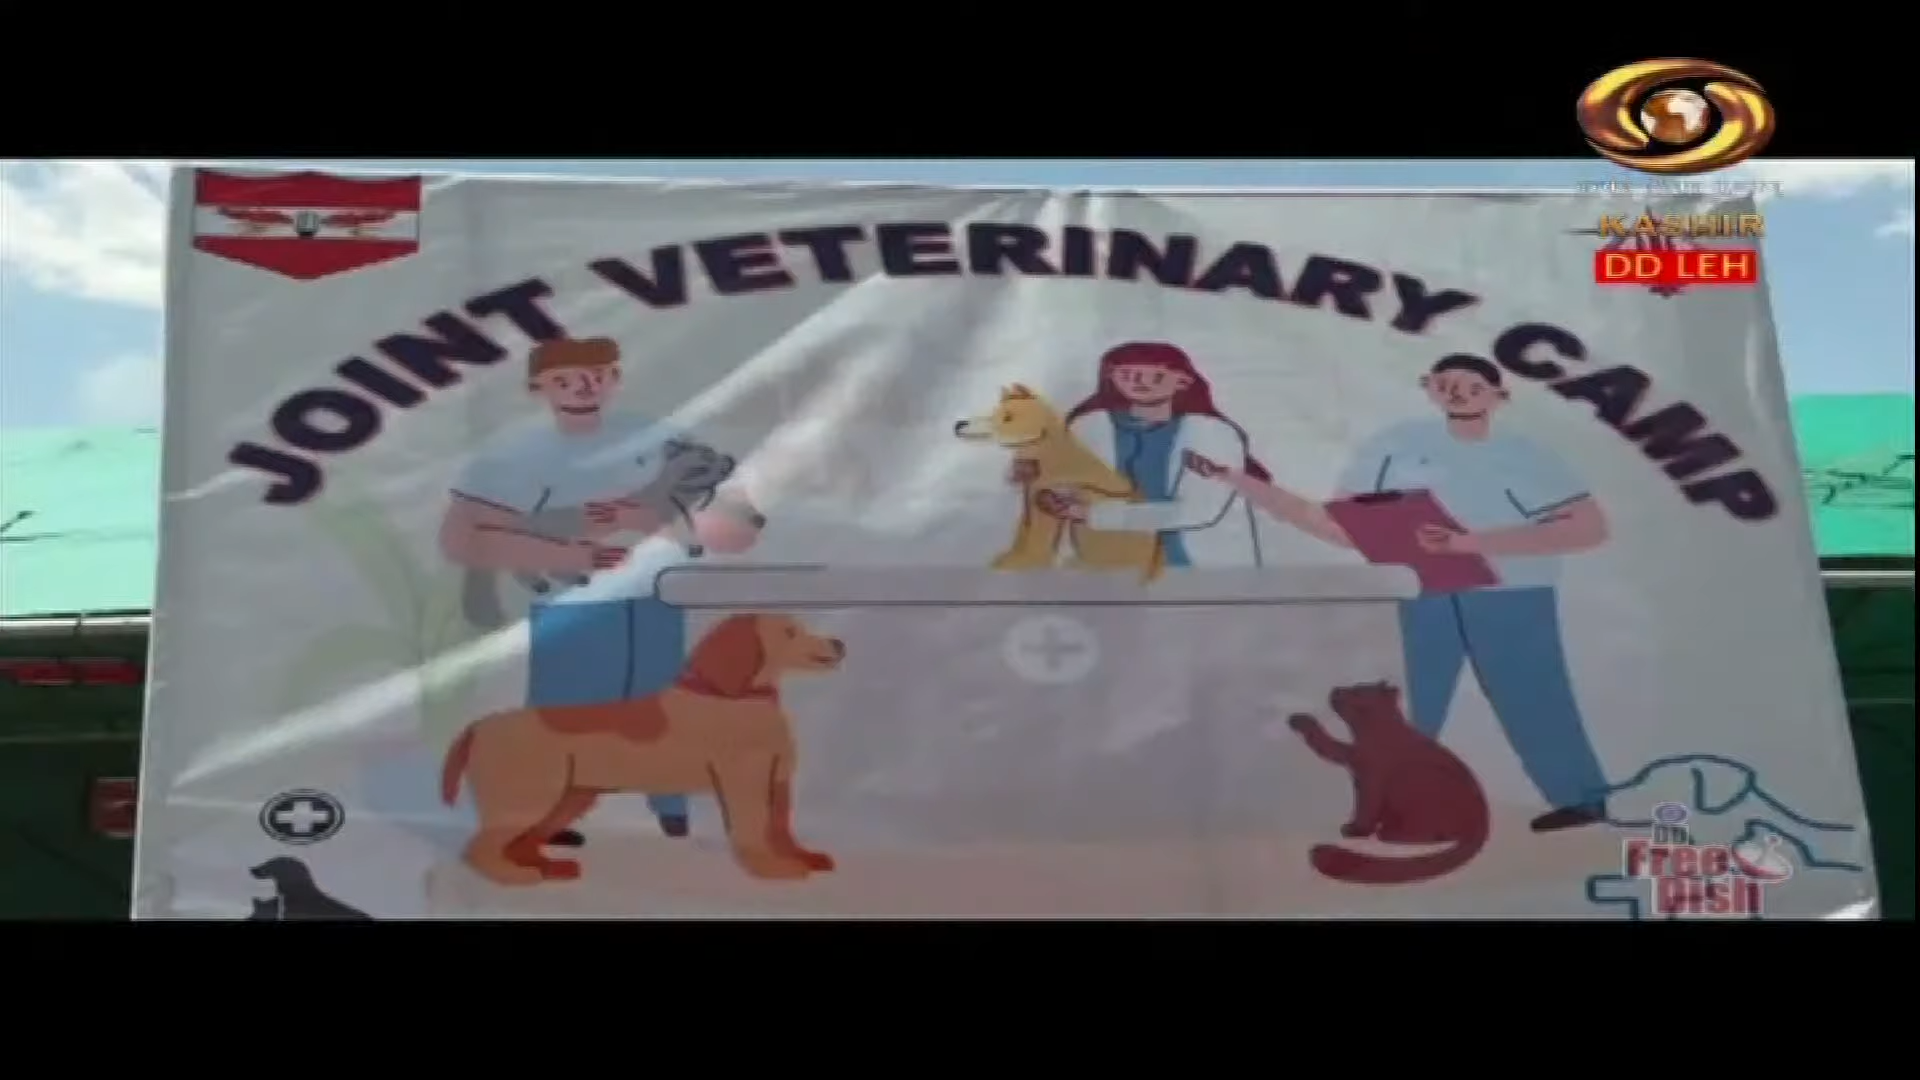 KASHIR
DD LEH
JOINT VETERINARY CAMP
DD
Free
Dish